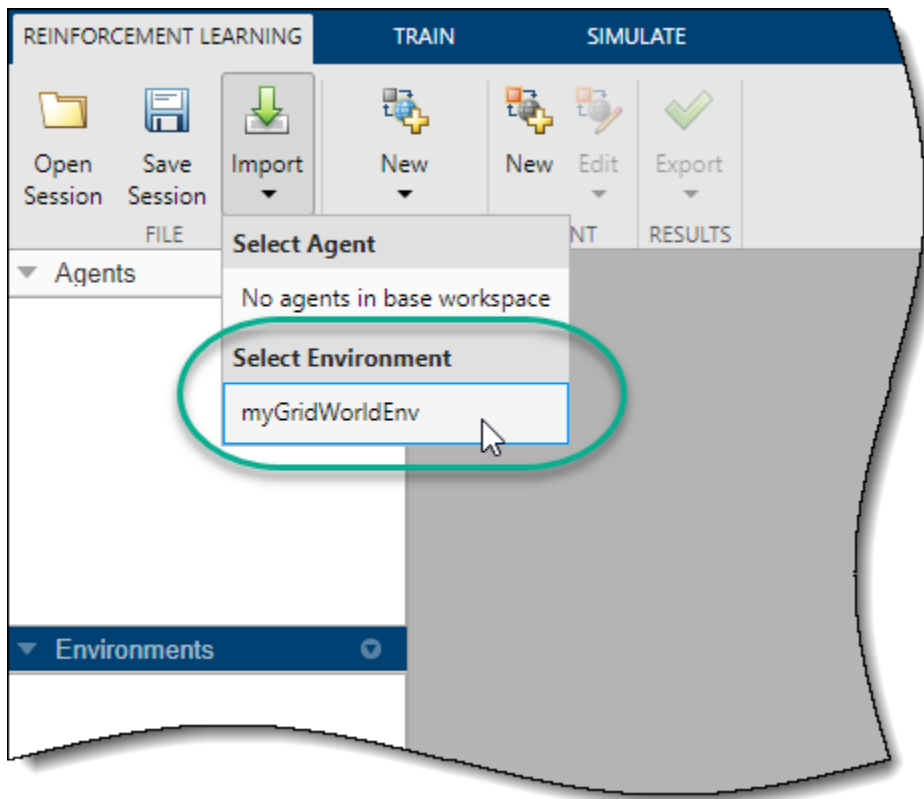 REINFORCEMENT LEARNING TRAIN SIMULATE
Open Session
Save Session
Import
New
New
Edit
Export
FILE
NT
RESULTS
Select Agent
No agents in base workspace
Select Environment
myGridWorldEnv
Agents
Environments